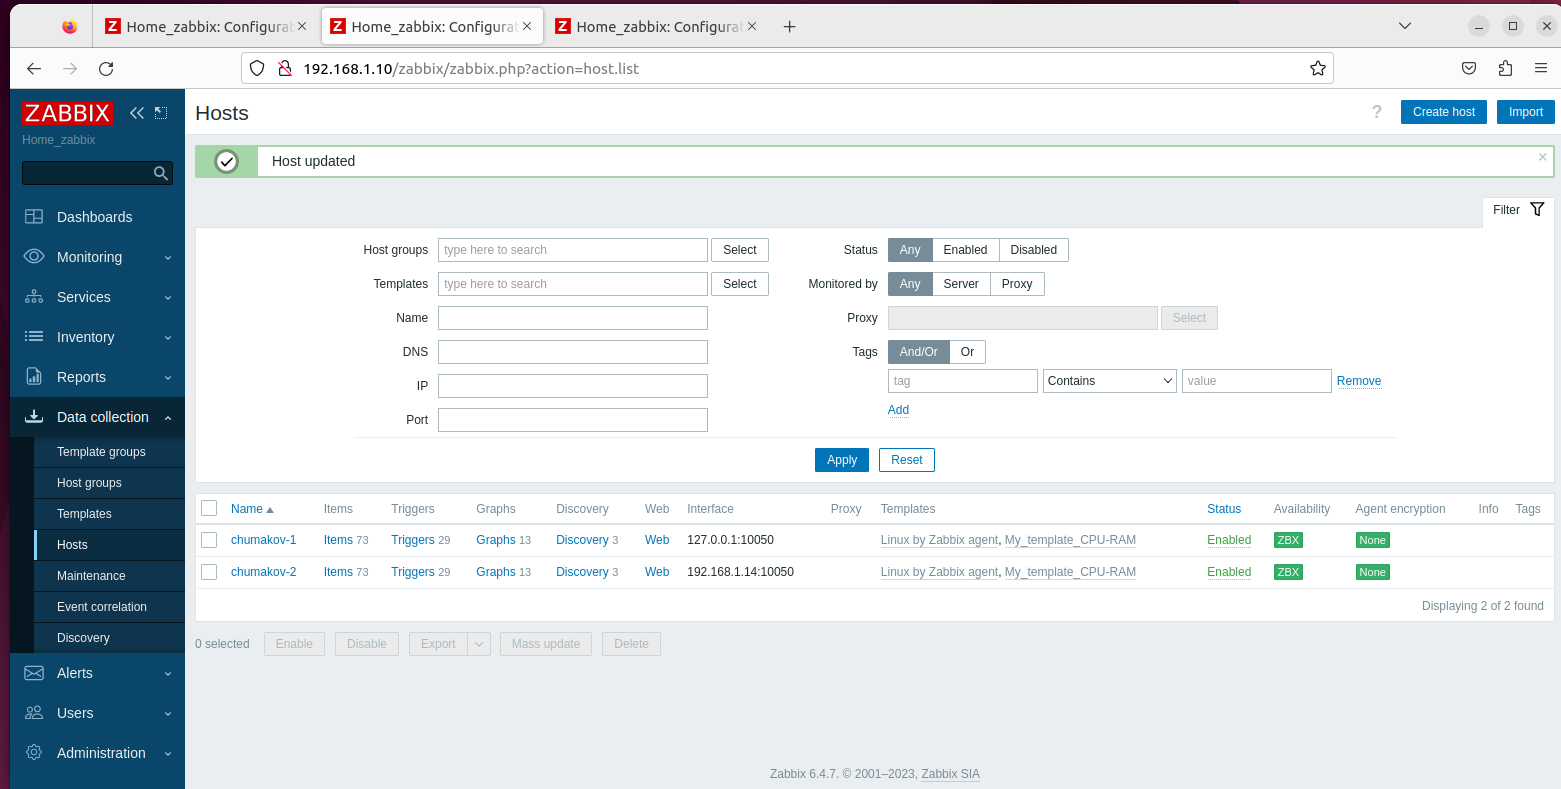 Home_zabbix: Configurat
Home_zabbix: Configurat
Home_zabbix: Configurat
192.168.1.10/zabbix/zabbix.php?action=host.list
ZABBIX
Home_zabbix
Dashboards
Monitoring
Services
Inventory
Reports
Data collection
Template groups
Host groups
Templates
Hosts
Maintenance
Event correlation
Discovery
Alerts
Users
Administration
Hosts
? Create host Import
Host updated
Filter
Host groups type here to search Select
Templates type here to search Select
Name
DNS
IP
Port
Status Any Enabled Disabled
Monitored by Any Server Proxy
Proxy Select
Tags And/Or Or
tag Contains value Remove
Add
Apply Reset
Name Items Triggers Graphs Discovery Web Interface Proxy Templates Status Availability Agent encryption Info Tags
chumakov-1 Items 73 Triggers 29 Graphs 13 Discovery 3 Web 127.0.0.1:10050 Linux by Zabbix agent, My_template_CPU-RAM Enabled ZBX None
chumakov-2 Items 73 Triggers 29 Graphs 13 Discovery 3 Web 192.168.1.14:10050 Linux by Zabbix agent, My_template_CPU-RAM Enabled ZBX None
Displaying 2 of 2 found
0 selected Enable Disable Export Mass update Delete
Zabbix 6.4.7. © 2001–2023, Zabbix SIA